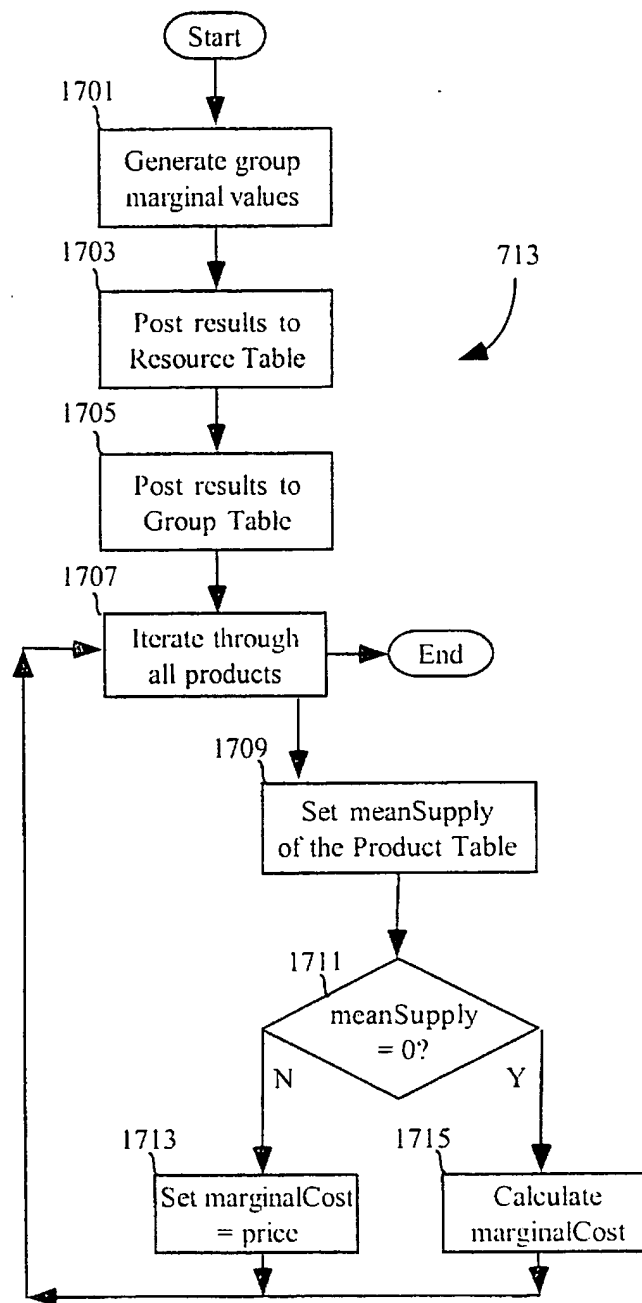 Start
1701
Generate group
marginal values
1703
713
Post results to
Resource Table
1705
Post results to
Group Table
1707
Iterate through
all products
End
1709
Set meanSupply
of the Product Table
1711
meanSupply
= 0?
N
Y
1713
Set marginalCost
= price
1715
Calculate
marginalCost